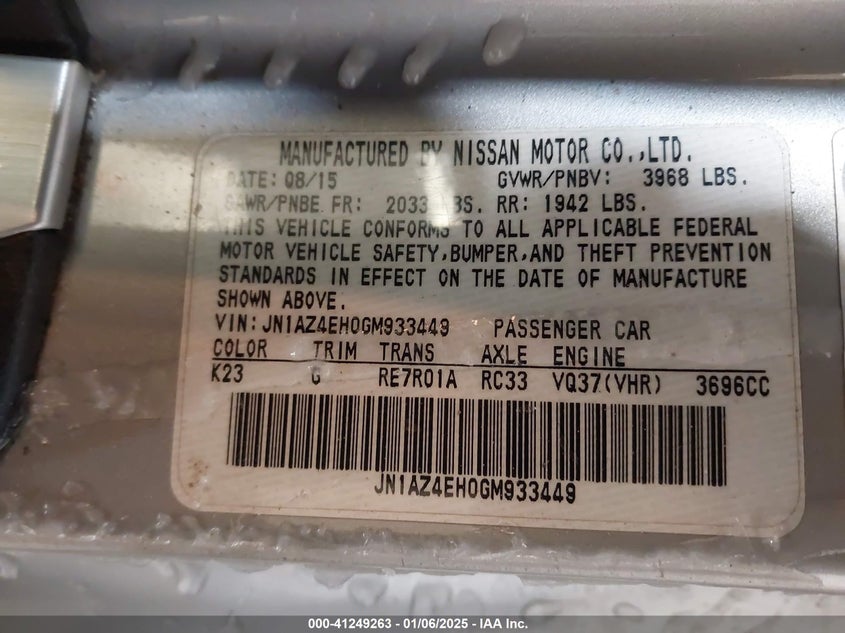 MANUFACTURED BY NISSAN MOTOR CO.,LTD.
DATE: 08/15 GVWR/PNBV: 3968 LBS.
GAWR/PNBE FR: 2033 LBS. RR: 1942 LBS.
THIS VEHICLE CONFORMS TO ALL APPLICABLE FEDERAL
MOTOR VEHICLE SAFETY,BUMPER,AND THEFT PREVENTION
STANDARDS IN EFFECT ON THE DATE OF MANUFACTURE
SHOWN ABOVE.
VIN:JN1AZ4EH0GM933449 PASSENGER CAR
COLOR TRIM TRANS AXLE ENGINE
K23 G RE7R01A RC33 VQ37(VHR) 3696CC
JN1AZ4EH0GM933449
000-41249263 - 01/06/2025 - IAA Inc.